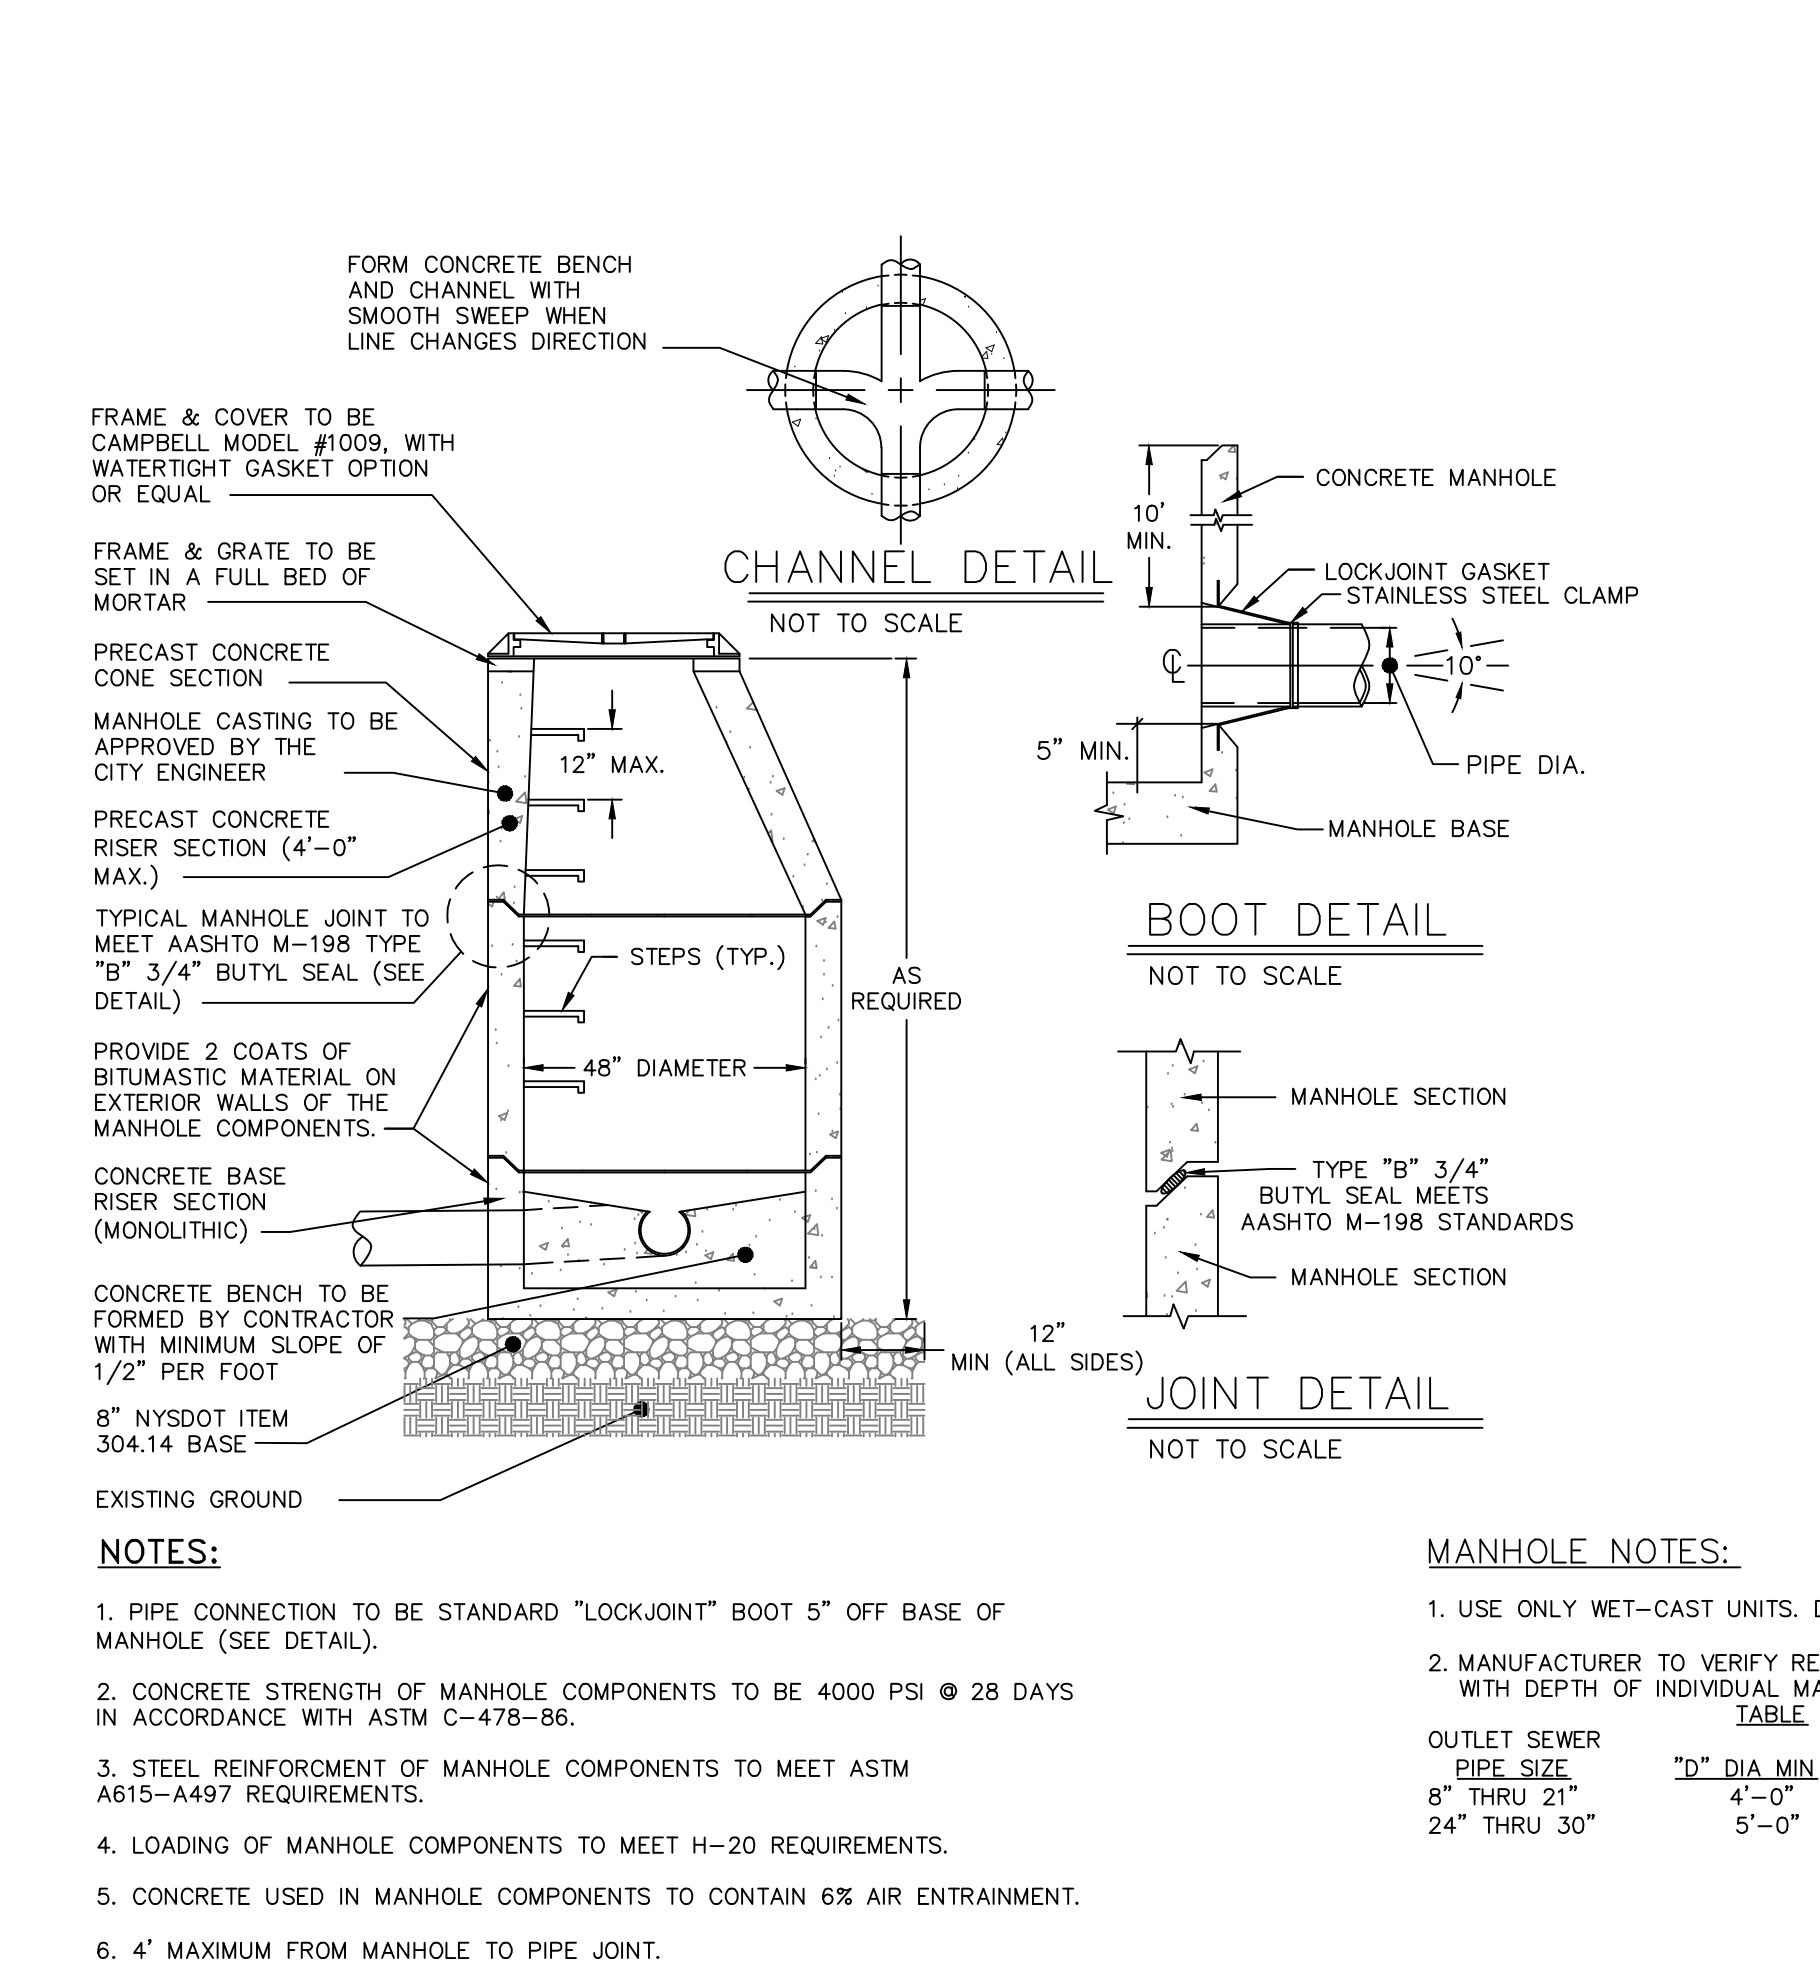 FORM CONCRETE BENCH
AND CHANNEL WITH
SMOOTH SWEEP WHEN
LINE CHANGES DIRECTION
FRAME & COVER TO BE
CAMPBELL MODEL #1009, WITH
WATERTIGHT GASKET OPTION
OR EQUAL
FRAME & GRATE TO BE
SET IN A FULL BED OF
MORTAR
PRECAST CONCRETE
CONE SECTION
MANHOLE CASTING TO BE
APPROVED BY THE
CITY ENGINEER
PRECAST CONCRETE
RISER SECTION (4'-0"
MAX.)
TYPICAL MANHOLE JOINT TO
MEET AASHTO M-198 TYPE
"B" 3/4" BUTYL SEAL (SEE
DETAIL)
PROVIDE 2 COATS OF
BITUMASTIC MATERIAL ON
EXTERIOR WALLS OF THE
MANHOLE COMPONENTS.
CONCRETE BASE
RISER SECTION
(MONOLITHIC)
CONCRETE BENCH TO BE
FORMED BY CONTRACTOR
WITH MINIMUM SLOPE OF
1/2" PER FOOT
8" NYSDOT ITEM
304.14 BASE
EXISTING GROUND
12" MAX.
STEPS (TYP.)
48" DIAMETER
AS
REQUIRED
12"
MIN (ALL SIDES)
CHANNEL DETAIL
NOT TO SCALE
10'
MIN.
CONCRETE MANHOLE
LOCKJOINT GASKET
STAINLESS STEEL CLAMP
CL
10°
5" MIN.
PIPE DIA.
MANHOLE BASE
BOOT DETAIL
NOT TO SCALE
MANHOLE SECTION
TYPE "B" 3/4"
BUTYL SEAL MEETS
AASHTO M-198 STANDARDS
MANHOLE SECTION
JOINT DETAIL
NOT TO SCALE
NOTES:
1. PIPE CONNECTION TO BE STANDARD "LOCKJOINT" BOOT 5" OFF BASE OF
MANHOLE (SEE DETAIL).
2. CONCRETE STRENGTH OF MANHOLE COMPONENTS TO BE 4000 PSI @ 28 DAYS
IN ACCORDANCE WITH ASTM C-478-86.
3. STEEL REINFORCMENT OF MANHOLE COMPONENTS TO MEET ASTM
A615-A497 REQUIREMENTS.
4. LOADING OF MANHOLE COMPONENTS TO MEET H-20 REQUIREMENTS.
5. CONCRETE USED IN MANHOLE COMPONENTS TO CONTAIN 6% AIR ENTRAINMENT.
6. 4' MAXIMUM FROM MANHOLE TO PIPE JOINT.
MANHOLE NOTES:
1. USE ONLY WET-CAST UNITS.
2. MANUFACTURER TO VERIFY RE
WITH DEPTH OF INDIVIDUAL MA
TABLE
OUTLET SEWER
PIPE SIZE "D" DIA MIN
8" THRU 21" 4'-0"
24" THRU 30" 5'-0"